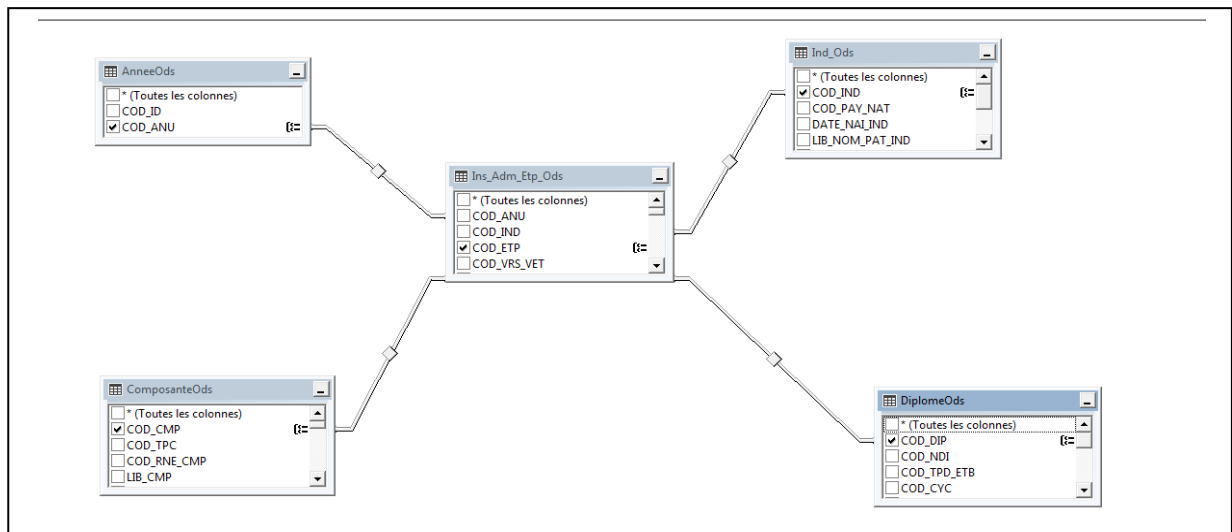 AnneeOds
* (Toutes les colonnes)
COD_ID
COD_ANU
Ind_Ods
* (Toutes les colonnes)
COD_IND
COD_PAY_NAT
DATE_NAI_IND
LIB_NOM_PAT_IND
Ins_Adm_Etp_Ods
* (Toutes les colonnes)
COD_ANU
COD_IND
COD_ETP
COD_VRS_VET
ComposanteOds
* (Toutes les colonnes)
COD_CMP
COD_TPC
COD_RNE_CMP
LIB_CMP
DiplomeOds
* (Toutes les colonnes)
COD_DIP
COD_NDI
COD_TPD_ETB
COD_CYC